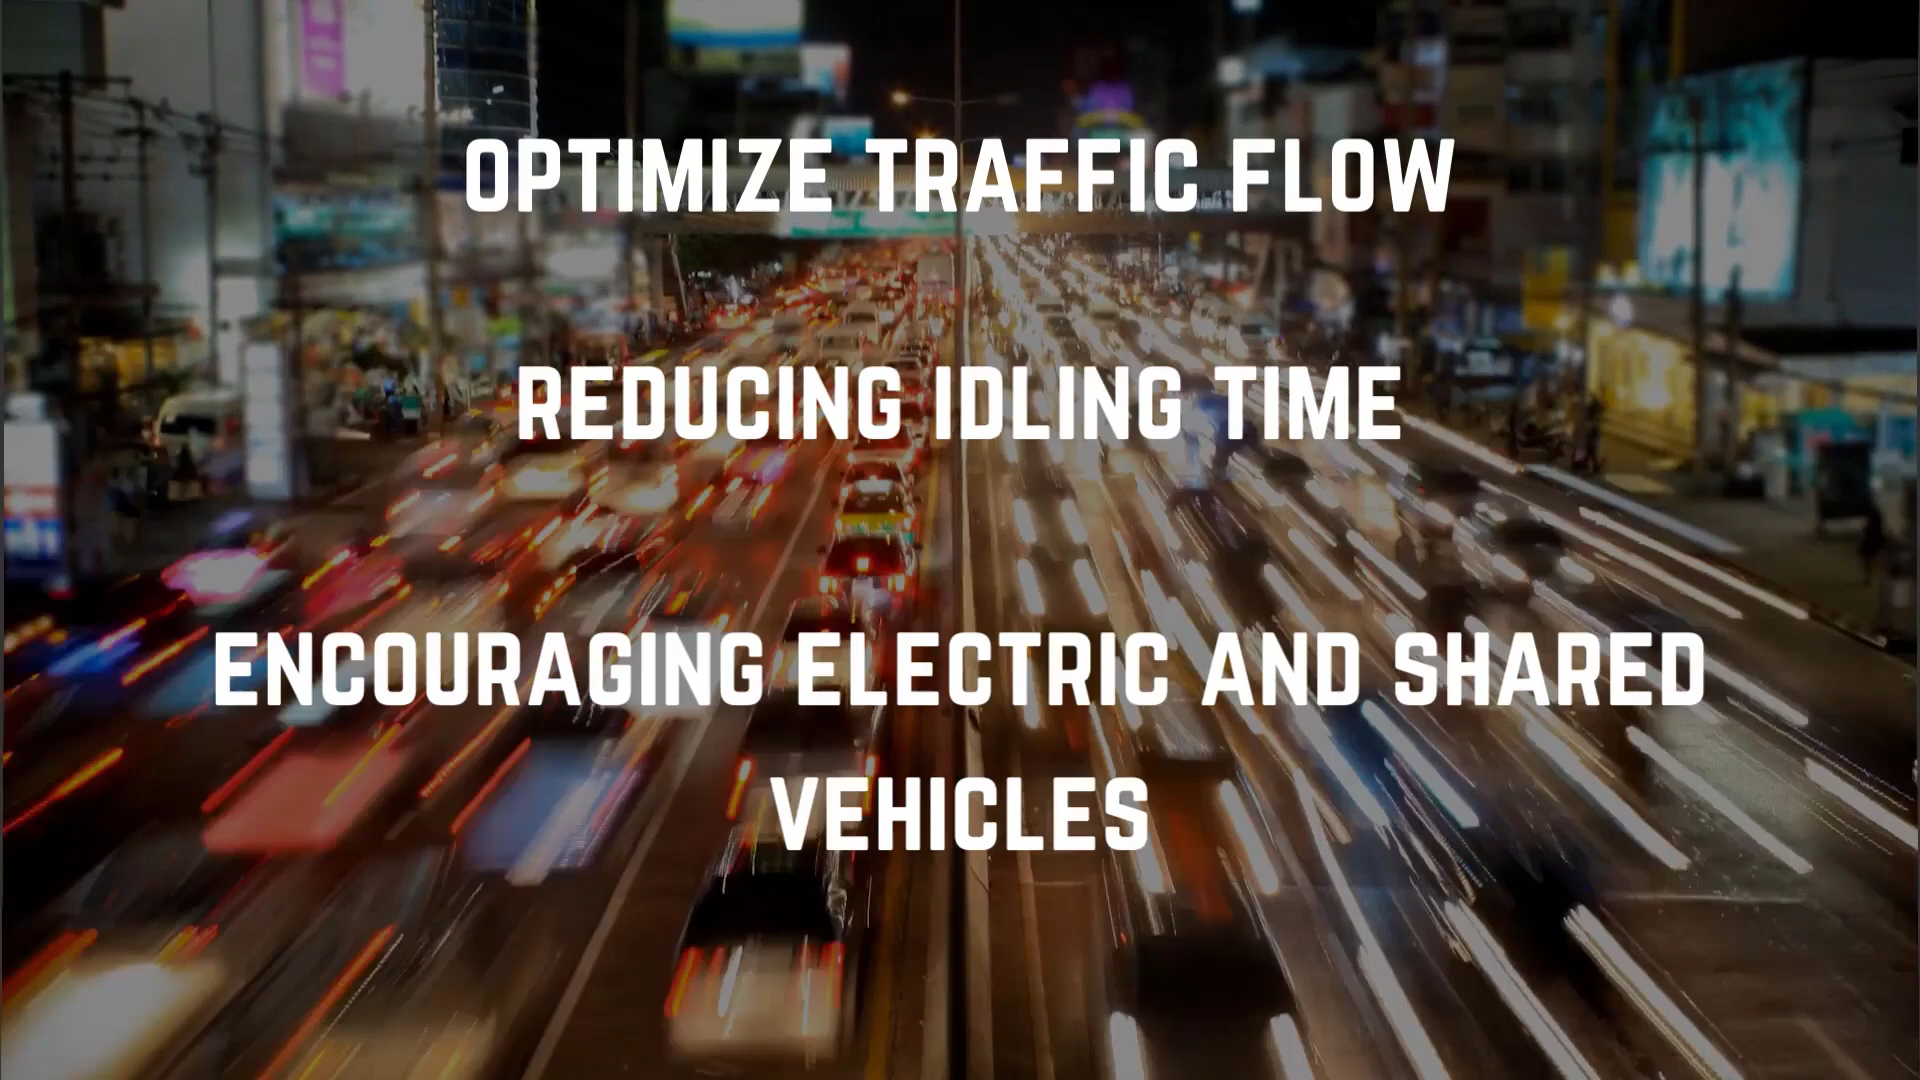 OPTIMIZE TRAFFIC FLOW
REDUCING IDLING TIME
ENCOURAGING ELECTRIC AND SHARED
VEHICLES